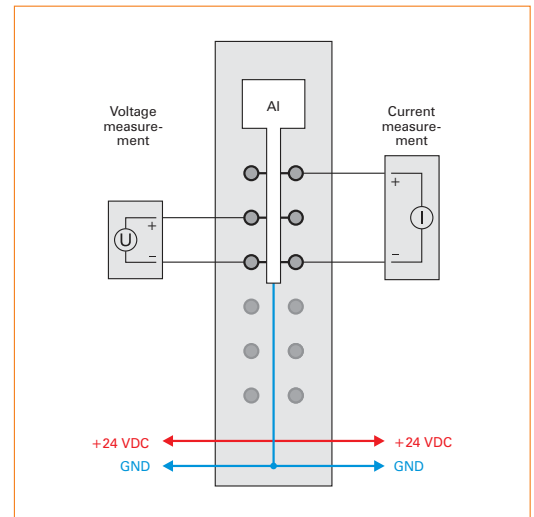 AI
Voltage
measure-
ment
Current
measure-
ment
+
−
U
+
−
I
+24 VDC
+24 VDC
GND
GND